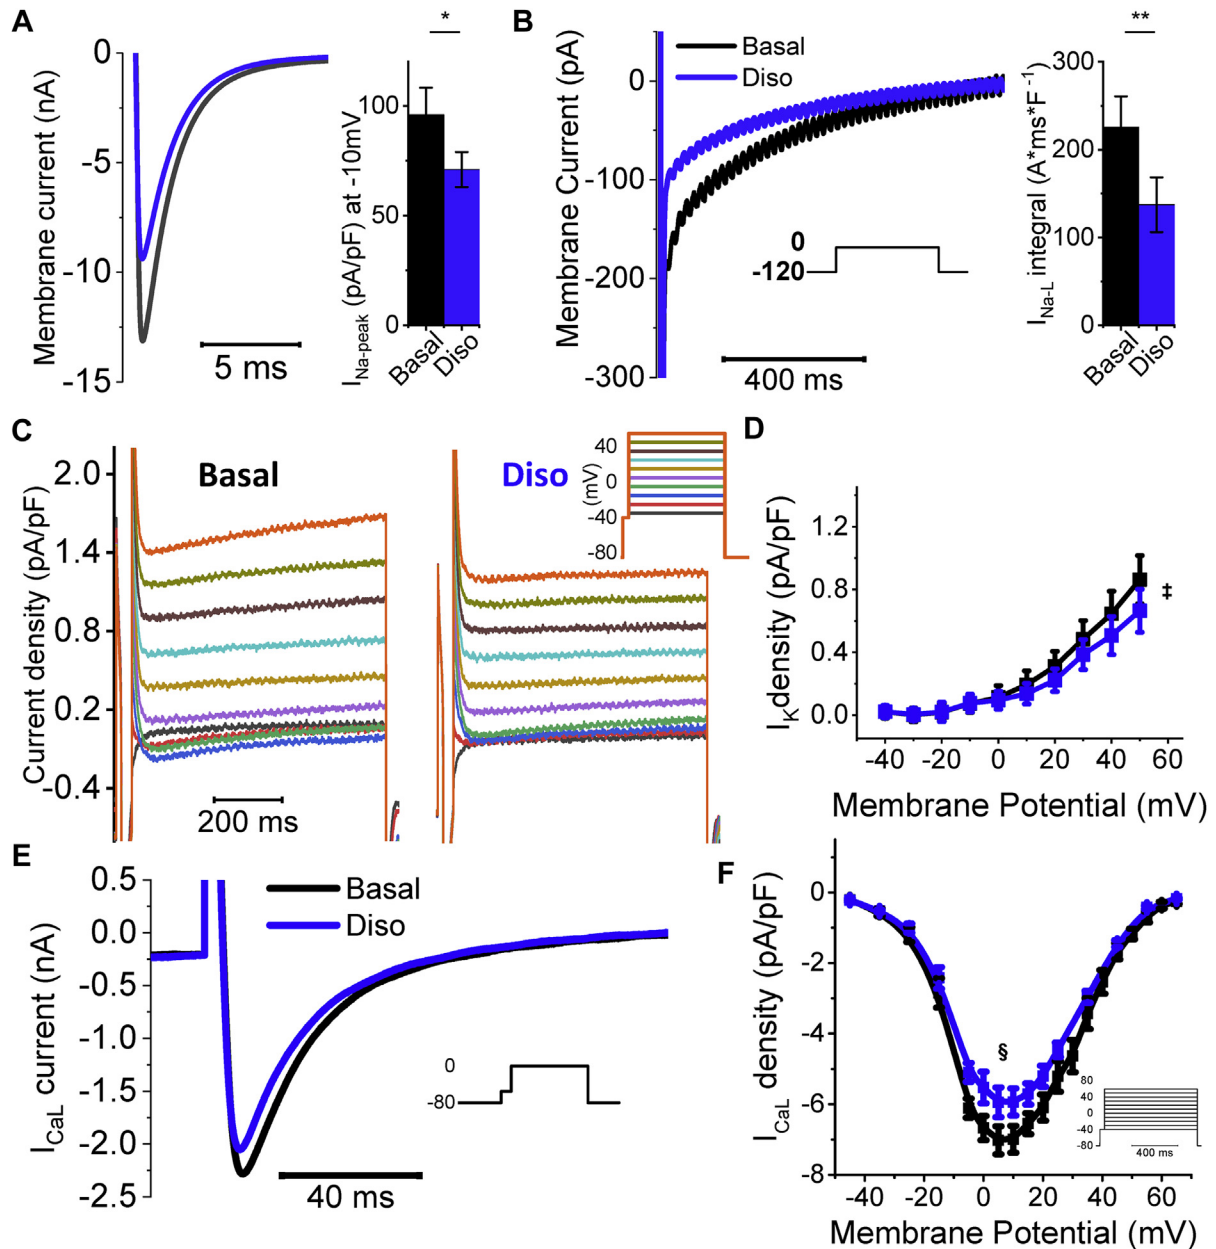 A
*
0
-5
-10
-15
Membrane current (nA)
5 ms
100
50
0
I Na-peak (pA/pF) at -10mV
Basal
Diso
B
**
Basal
Diso
0
-100
-200
-300
Membrane Current (pA)
0
-120
400 ms
300
200
100
0
I Na-L integral (A*ms*F -1)
Basal
Diso
C
Basal
Diso
2.0
1.4
0.8
0.2
-0.4
Current density (pA/pF)
200 ms
40
0
-40
-80
(mV)
D
1.2
0.8
0.4
0.0
I K density (pA/pF)
‡
-40 -20 0 20 40 60
Membrane Potential (mV)
E
Basal
Diso
0.5
0.0
-0.5
-1.0
-1.5
-2.0
-2.5
I CaL current (nA)
0
-80
40 ms
F
0
-2
-4
-6
-8
I CaL density (pA/pF)
§
80
40
0
-40
-80
400 ms
-40 -20 0 20 40 60
Membrane Potential (mV)